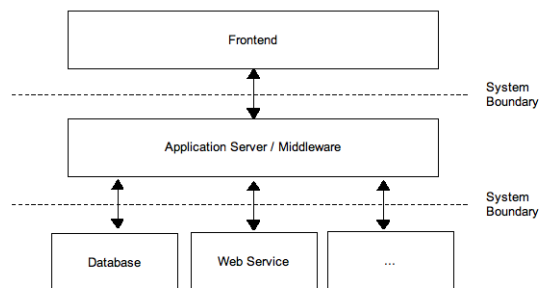 Frontend
System
Boundary
Application Server / Middleware
System
Boundary
Database
Web Service
...